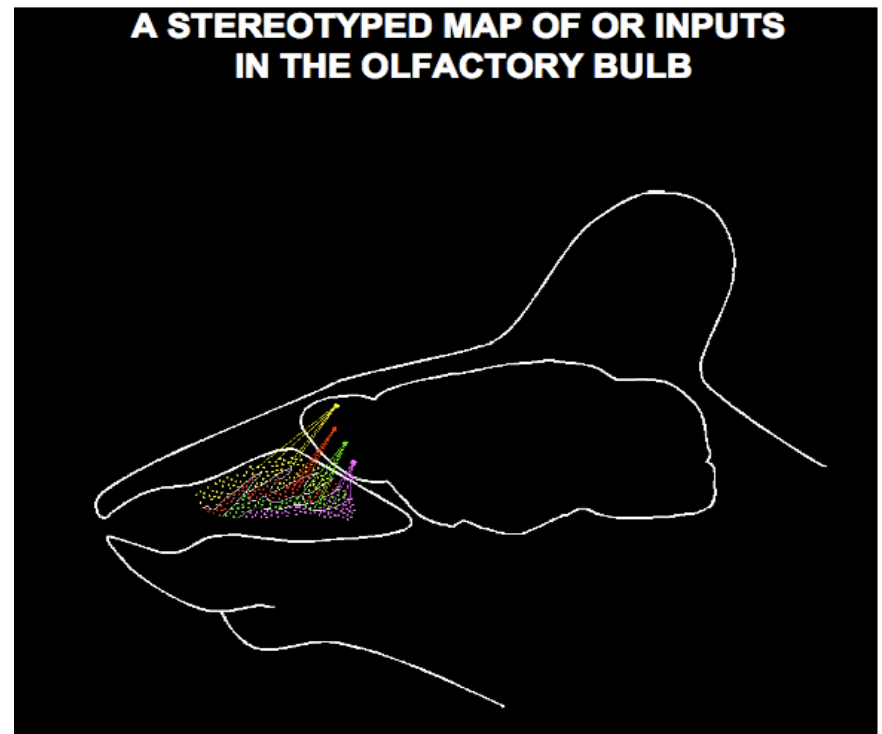 A STEREOTYPED MAP OF OR INPUTS
IN THE OLFACTORY BULB